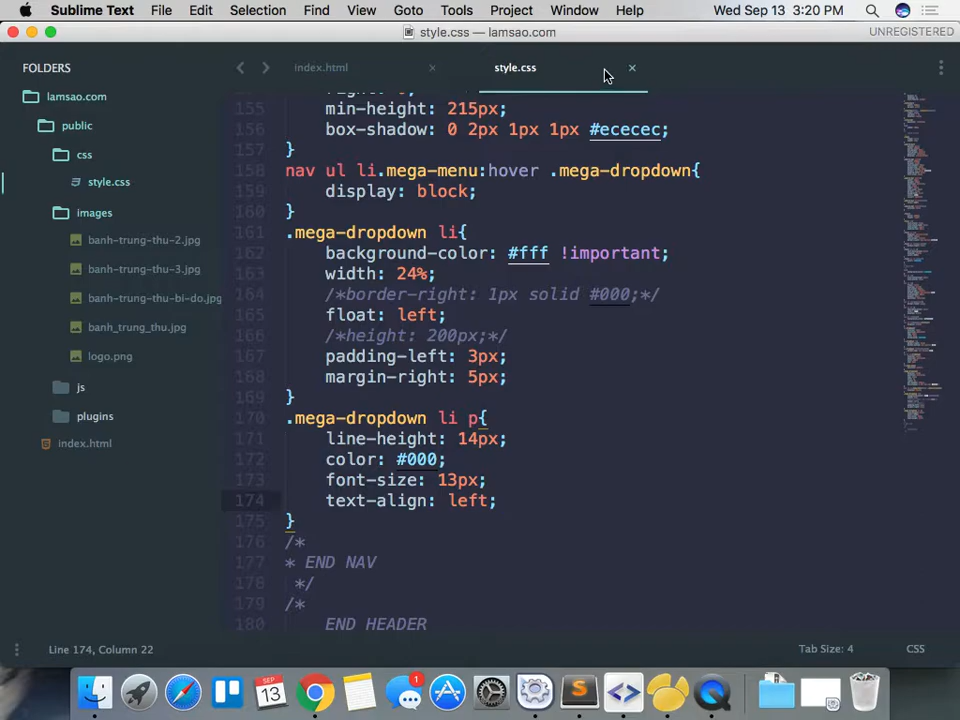 Sublime Text File Edit Selection Find View Goto Tools Project Window Help Wed Sep 13 3:20 PM
style.css — lamsao.com UNREGISTERED
FOLDERS
lamsao.com
public
css
style.css
images
banh-trung-thu-2.jpg
banh-trung-thu-3.jpg
banh-trung-thu-bi-do.jpg
banh_trung_thu.jpg
logo.png
js
plugins
index.html
index.html × style.css ×
155 min-height: 215px;
156 box-shadow: 0 2px 1px 1px #ececec;
157 }
158 nav ul li.mega-menu:hover .mega-dropdown{
159 display: block;
160 }
161 .mega-dropdown li{
162 background-color: #fff !important;
163 width: 24%;
164 /*border-right: 1px solid #000;*/
165 float: left;
166 /*height: 200px;*/
167 padding-left: 3px;
168 margin-right: 5px;
169 }
170 .mega-dropdown li p{
171 line-height: 14px;
172 color: #000;
173 font-size: 13px;
174 text-align: left;
175 }
176 /*
177 * END NAV
178 */
179 /*
180 END HEADER
Line 174, Column 22 Tab Size: 4 CSS
SEP
13
1